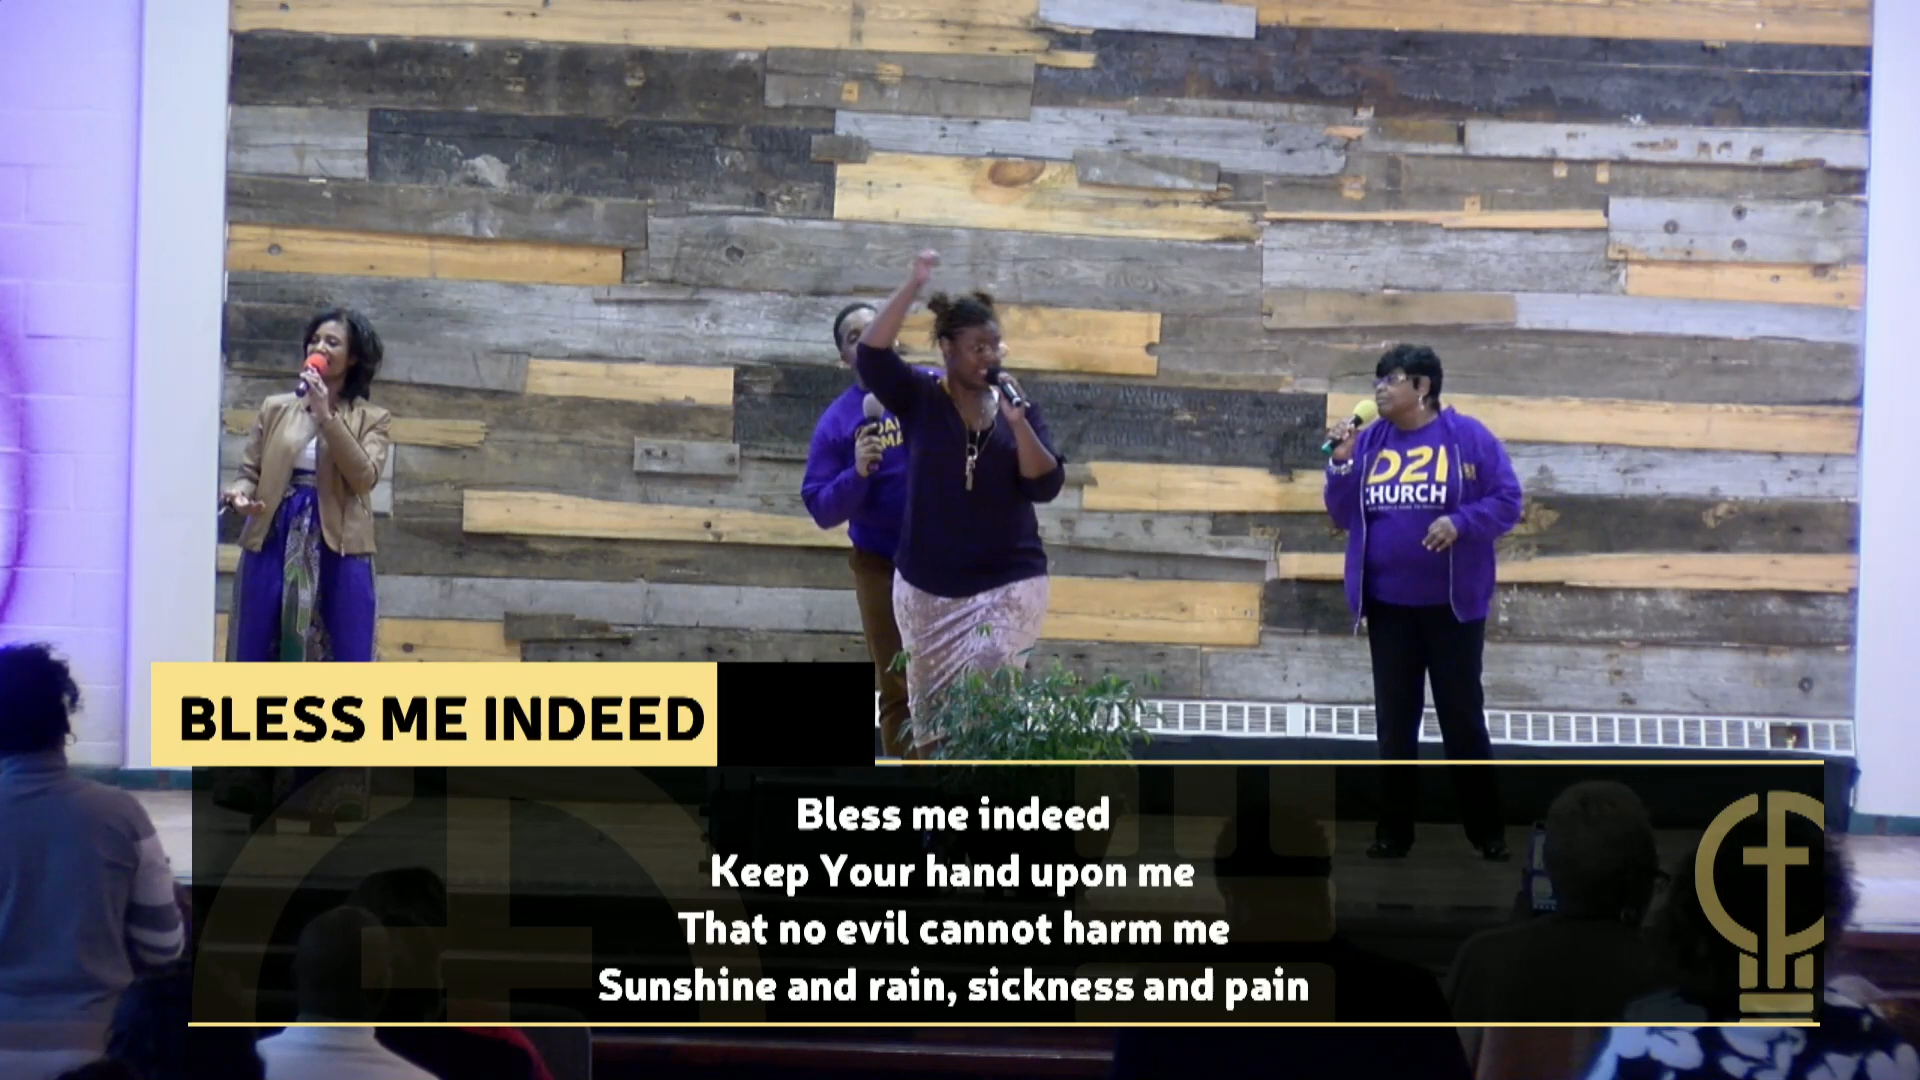 D21
CHURCH
BLESS ME INDEED
Bless me indeed
Keep Your hand upon me
That no evil cannot harm me
Sunshine and rain, sickness and pain